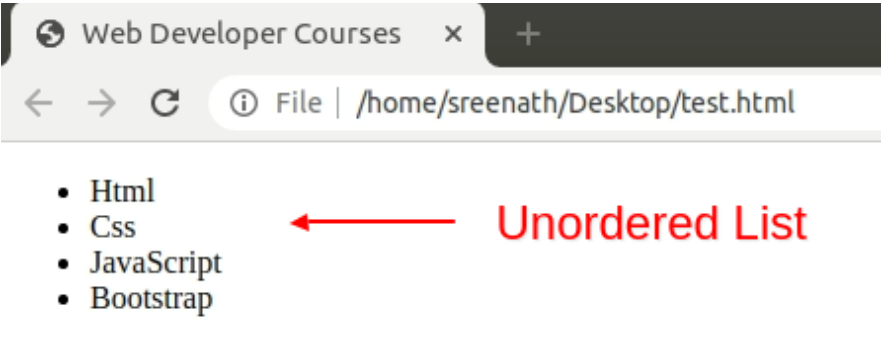 Web Developer Courses
File /home/sreenath/Desktop/test.html
Html
Css
JavaScript
Bootstrap
Unordered List